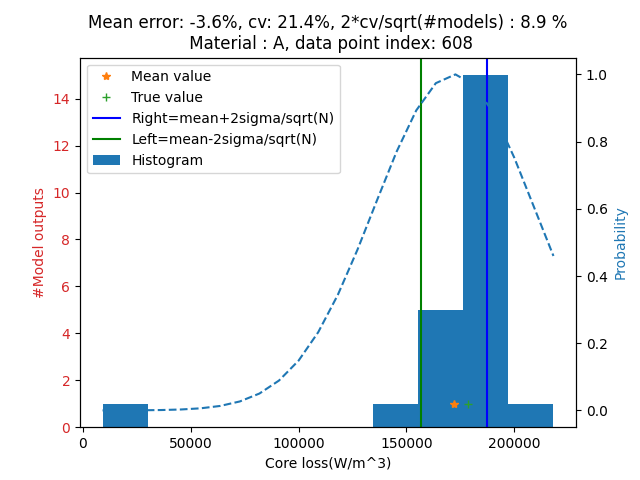 Mean error: -3.6%, cv: 21.4%, 2*cv/sqrt(#models) : 8.9 %
Material : A, data point index: 608
Mean value
True value
Right=mean+2sigma/sqrt(N)
Left=mean-2sigma/sqrt(N)
Histogram
#Model outputs
14
12
10
8
6
4
2
0
1.0
0.8
0.6
0.4
0.2
0.0
Probability
0
50000
100000
150000
200000
Core loss(W/m^3)